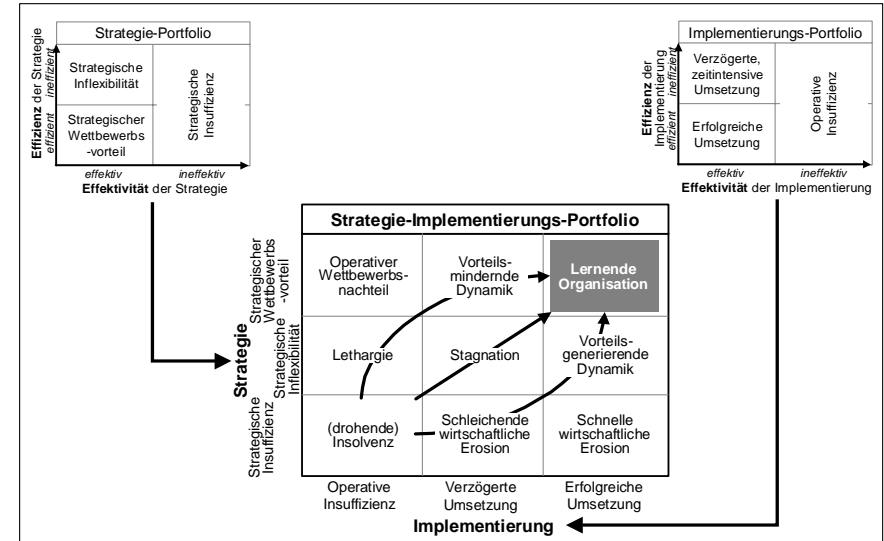 Strategie-Portfolio
Effizienz der Strategie
effizient ineffizient
Strategische
Inflexibilität
Strategischer
Wettbewerbs
-vorteil
Strategische
Insuffizienz
effektiv ineffektiv
Effektivität der Strategie
Implementierungs-Portfolio
Effizienz der
Implementierung
effizient ineffizient
Verzögerte,
zeitintensive
Umsetzung
Erfolgreiche
Umsetzung
Operative
Insuffizienz
effektiv ineffektiv
Effektivität der Implementierung
Strategie-Implementierungs-Portfolio
Strategie
Strategischer
Wettbewerbs
-vorteil
Operativer
Wettbewerbs-
nachteil
Vorteils-
mindernde
Dynamik
Lernende
Organisation
Strategische
Inflexibilität
Lethargie
Stagnation
Vorteils-
generierende
Dynamik
Strategische
Insuffizienz
(drohende)
Insolvenz
Schleichende
wirtschaftliche
Erosion
Schnelle
wirtschaftliche
Erosion
Operative
Insuffizienz
Verzögerte
Umsetzung
Erfolgreiche
Umsetzung
Implementierung